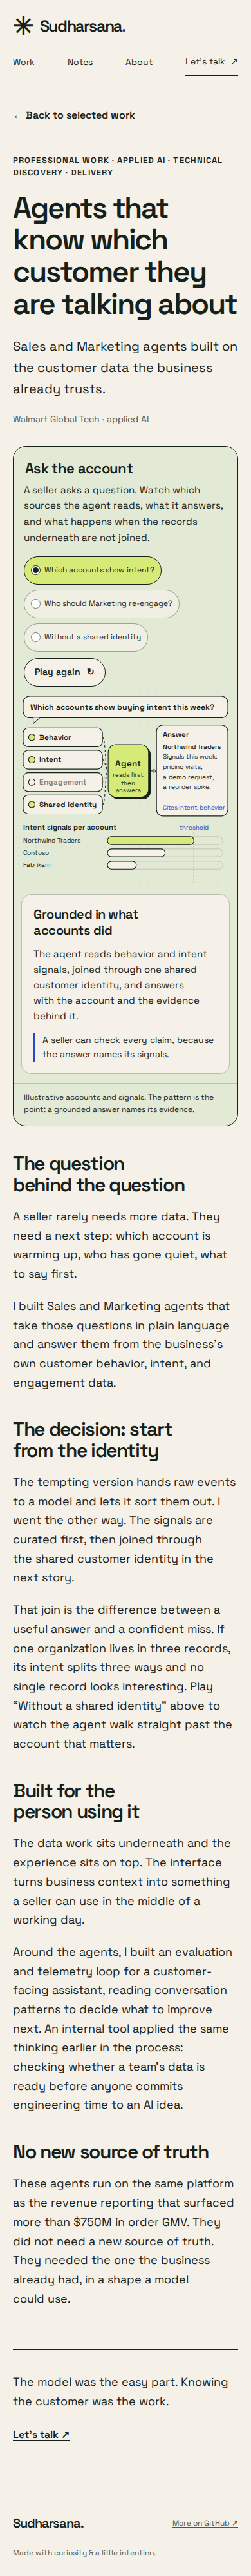 Sudharsana.
Work Notes About Let's talk ↗
← Back to selected work
PROFESSIONAL WORK · APPLIED AI · TECHNICAL
DISCOVERY · DELIVERY
Agents that
know which
customer they
are talking about
Sales and Marketing agents built on
the customer data the business
already trusts.
Walmart Global Tech · applied AI
Ask the account
A seller asks a question. Watch which
sources the agent reads, what it answers,
and what happens when the records
underneath are not joined.
Which accounts show intent?
Who should Marketing re-engage?
Without a shared identity
Play again ↻
Which accounts show buying intent this week?
Behavior
Intent
Engagement
Shared identity
Agent
reads first,
then
answers
Answer
Northwind Traders
Signals this week:
pricing visits,
a demo request,
a reorder spike.
Cites intent, behavior
Intent signals per account
threshold
Northwind Traders
Contoso
Fabrikam
Grounded in what
accounts did
The agent reads behavior and intent
signals, joined through one shared
customer identity, and answers
with the account and the evidence
behind it.
A seller can check every claim, because
the answer names its signals.
Illustrative accounts and signals. The pattern is the
point: a grounded answer names its evidence.
The question
behind the question
A seller rarely needs more data. They
need a next step: which account is
warming up, who has gone quiet, what
to say first.
I built Sales and Marketing agents that
take those questions in plain language
and answer them from the business's
own customer behavior, intent, and
engagement data.
The decision: start
from the identity
The tempting version hands raw events
to a model and lets it sort them out. I
went the other way. The signals are
curated first, then joined through
the shared customer identity in the
next story.
That join is the difference between a
useful answer and a confident miss. If
one organization lives in three records,
its intent splits three ways and no
single record looks interesting. Play
“Without a shared identity” above to
watch the agent walk straight past the
account that matters.
Built for the
person using it
The data work sits underneath and the
experience sits on top. The interface
turns business context into something
a seller can use in the middle of a
working day.
Around the agents, I built an evaluation
and telemetry loop for a customer-
facing assistant, reading conversation
patterns to decide what to improve
next. An internal tool applied the same
thinking earlier in the process:
checking whether a team's data is
ready before anyone commits
engineering time to an AI idea.
No new source of truth
These agents run on the same platform
as the revenue reporting that surfaced
more than $750M in order GMV. They
did not need a new source of truth.
They needed the one the business
already had, in a shape a model
could use.
The model was the easy part. Knowing
the customer was the work.
Let's talk ↗
Sudharsana.
More on GitHub ↗
Made with curiosity & a little intention.